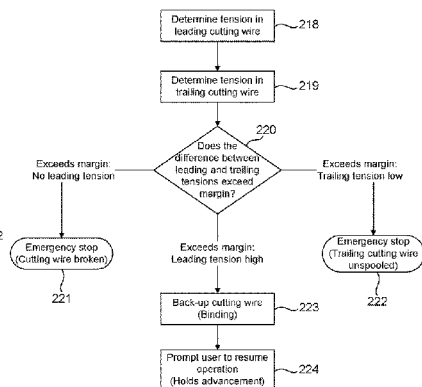 Determine tension in
leading cutting wire
218
Determine tension in
trailing cutting wire
219
220
Does the
difference between
leading and trailing
tensions exceed
margin?
Exceeds margin:
No leading tension
Exceeds margin:
Trailing tension low
2
Emergency stop
(Cutting wire broken)
221
Exceeds margin:
Leading tension high
Emergency stop
(Trailing cutting wire
unspooled)
222
Back-up cutting wire
(Binding)
223
Prompt user to resume
operation
(Holds advancement)
224